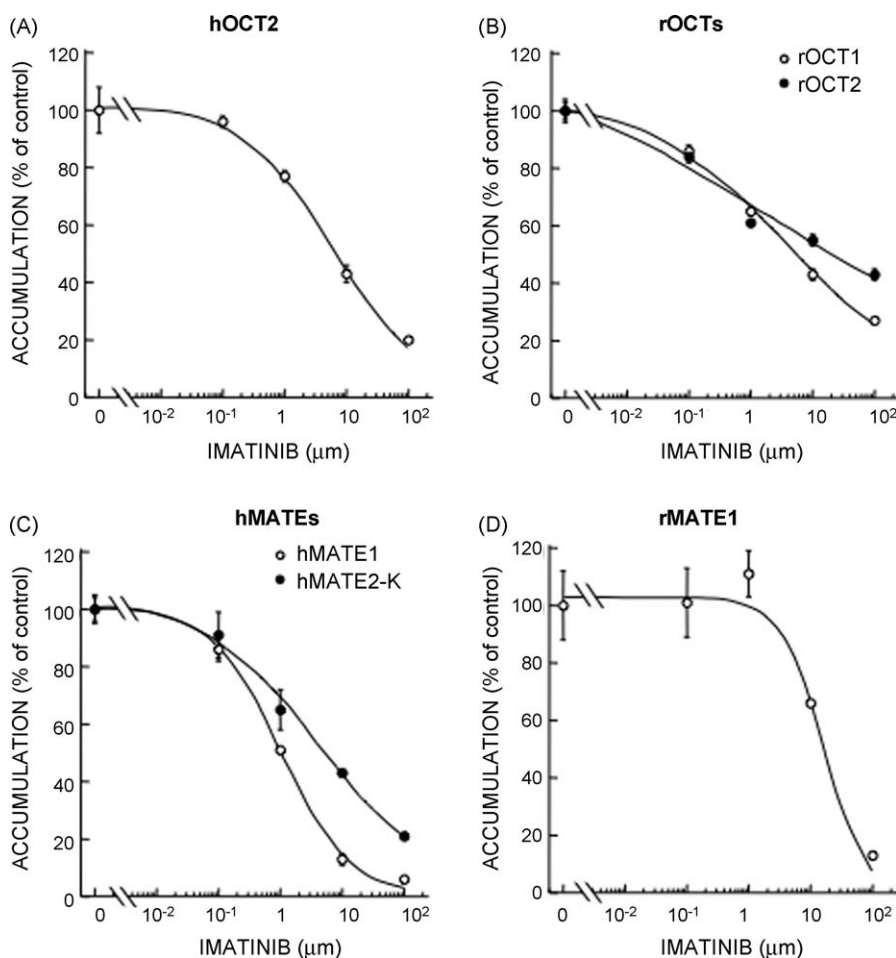 (A)
hOCT2
ACCUMULATION (% of control)
120
100
80
60
40
20
0
0 10⁻² 10⁻¹ 1 10 10²
IMATINIB (μm)
(B)
rOCTs
rOCT1
rOCT2
ACCUMULATION (% of control)
120
100
80
60
40
20
0
0 10⁻² 10⁻¹ 1 10 10²
IMATINIB (μm)
(C)
hMATEs
hMATE1
hMATE2-K
ACCUMULATION (% of control)
120
100
80
60
40
20
0
0 10⁻² 10⁻¹ 1 10 10²
IMATINIB (μm)
(D)
rMATE1
ACCUMULATION (% of control)
120
100
80
60
40
20
0
0 10⁻² 10⁻¹ 1 10 10²
IMATINIB (μm)